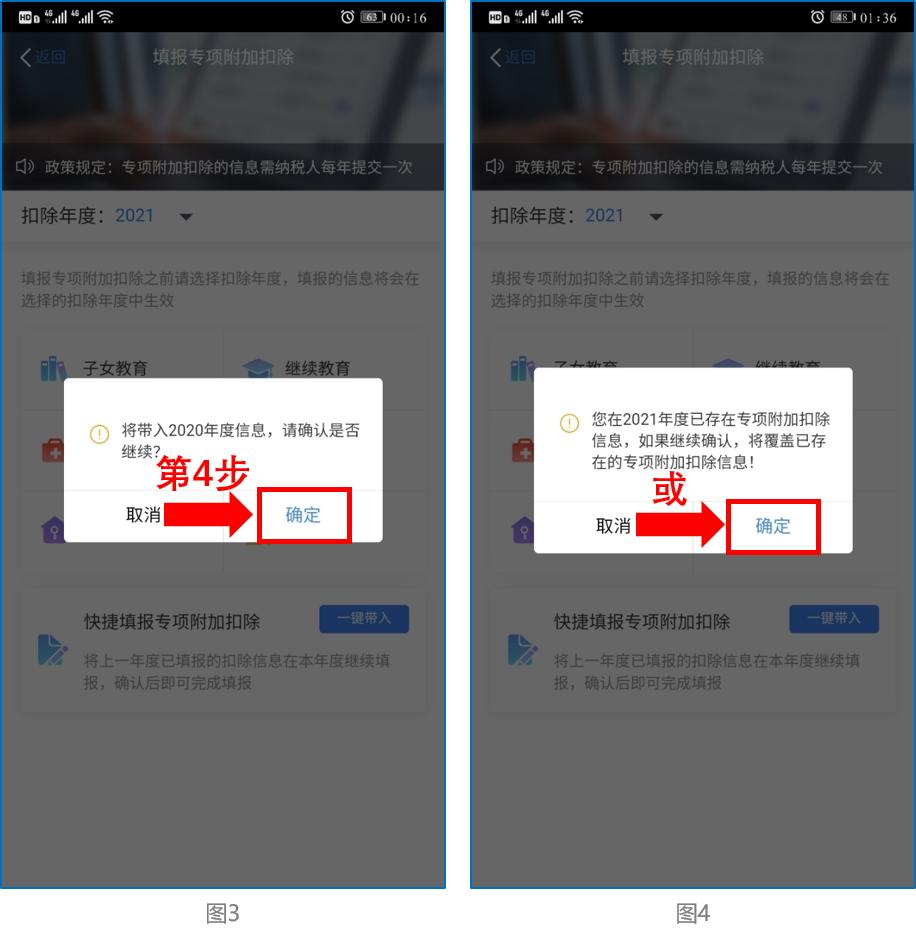 HD 4G 4G 63 00:16
返回 填报专项附加扣除
政策规定：专项附加扣除的信息需纳税人每年提交一次
扣除年度：2021
填报专项附加扣除之前请选择扣除年度，填报的信息将会在
选择的扣除年度中生效
子女教育 继续教育
将带入2020年度信息，请确认是否
继续？
第4步
取消 确定
快捷填报专项附加扣除 一键带入
将上一年度已填报的扣除信息在本年度继续填
报，确认后即可完成填报
图3
HD 4G 4G 48 01:36
返回 填报专项附加扣除
政策规定：专项附加扣除的信息需纳税人每年提交一次
扣除年度：2021
填报专项附加扣除之前请选择扣除年度，填报的信息将会在
选择的扣除年度中生效
子女教育 继续教育
您在2021年度已存在专项附加扣除
信息，如果继续确认，将覆盖已存
在的专项附加扣除信息！
或
取消 确定
快捷填报专项附加扣除 一键带入
将上一年度已填报的扣除信息在本年度继续填
报，确认后即可完成填报
图4